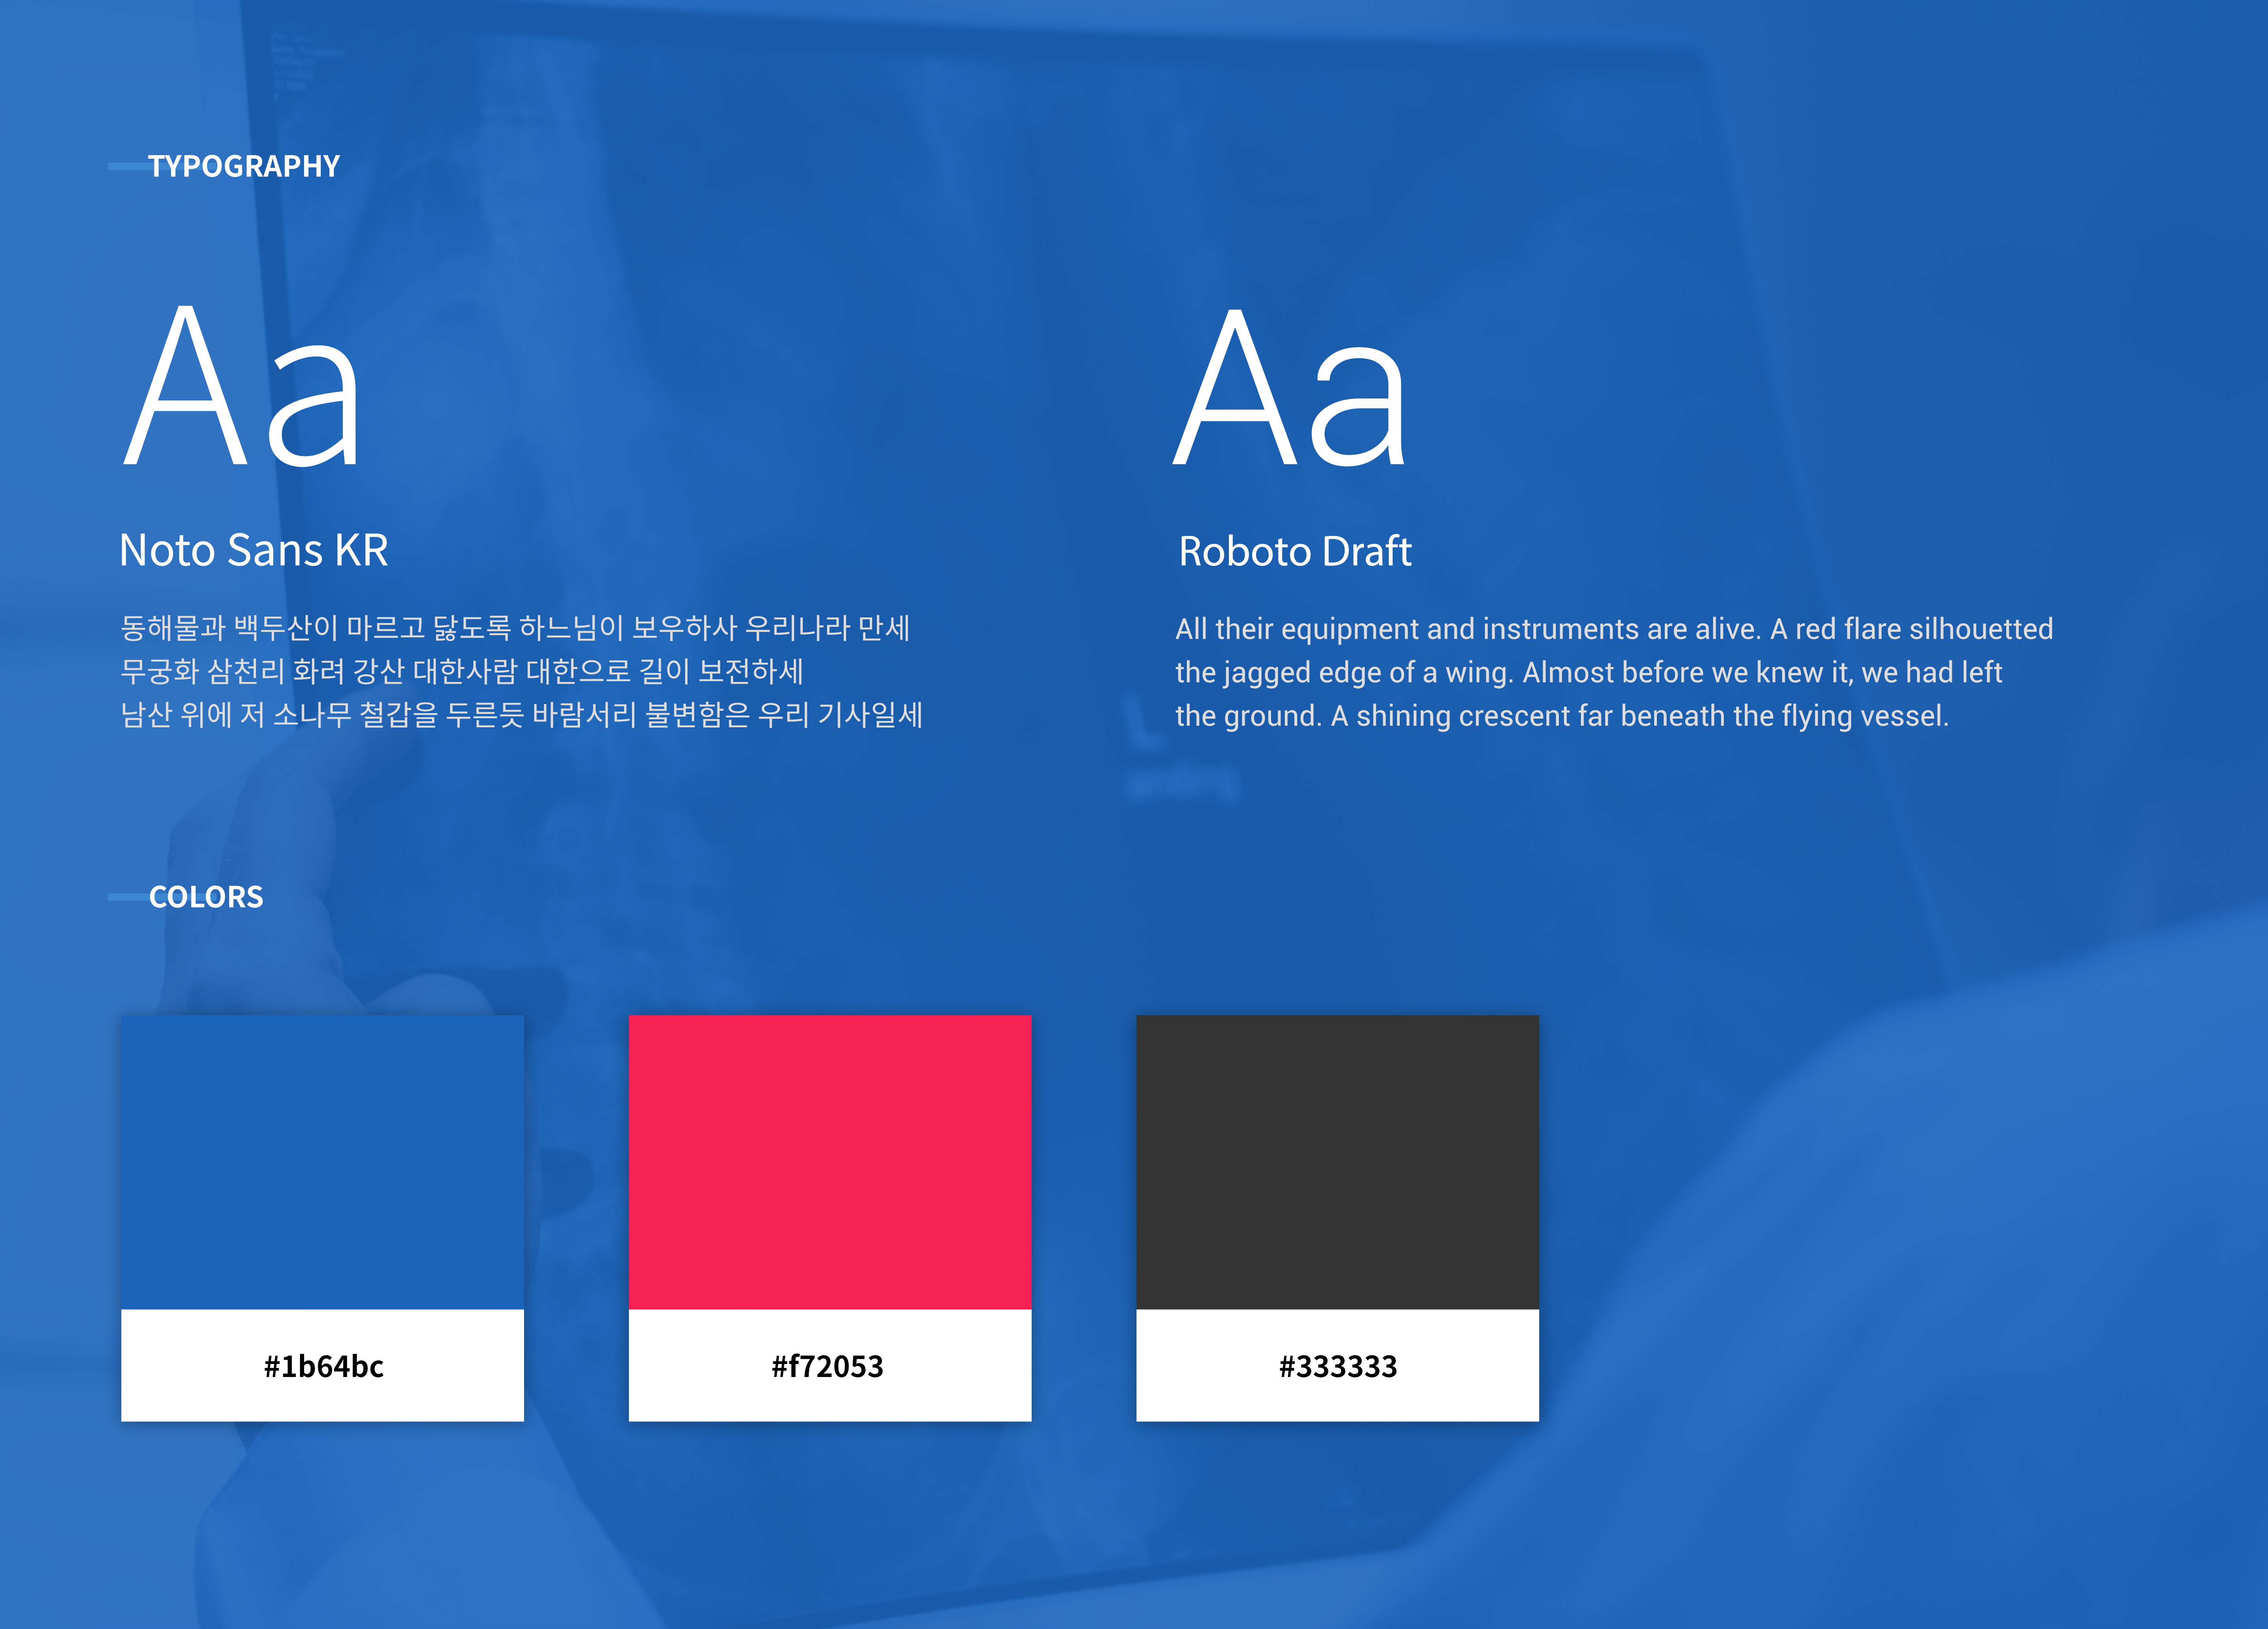 TYPOGRAPHY
Aa
Noto Sans KR
동해물과 백두산이 마르고 닳도록 하느님이 보우하사 우리나라 만세
무궁화 삼천리 화려 강산 대한사람 대한으로 길이 보전하세
남산 위에 저 소나무 철갑을 두른듯 바람서리 불변함은 우리 기사일세
Aa
Roboto Draft
All their equipment and instruments are alive. A red flare silhouetted
the jagged edge of a wing. Almost before we knew it, we had left
the ground. A shining crescent far beneath the flying vessel.
L
COLORS
#1b64bc
#f72053
#333333